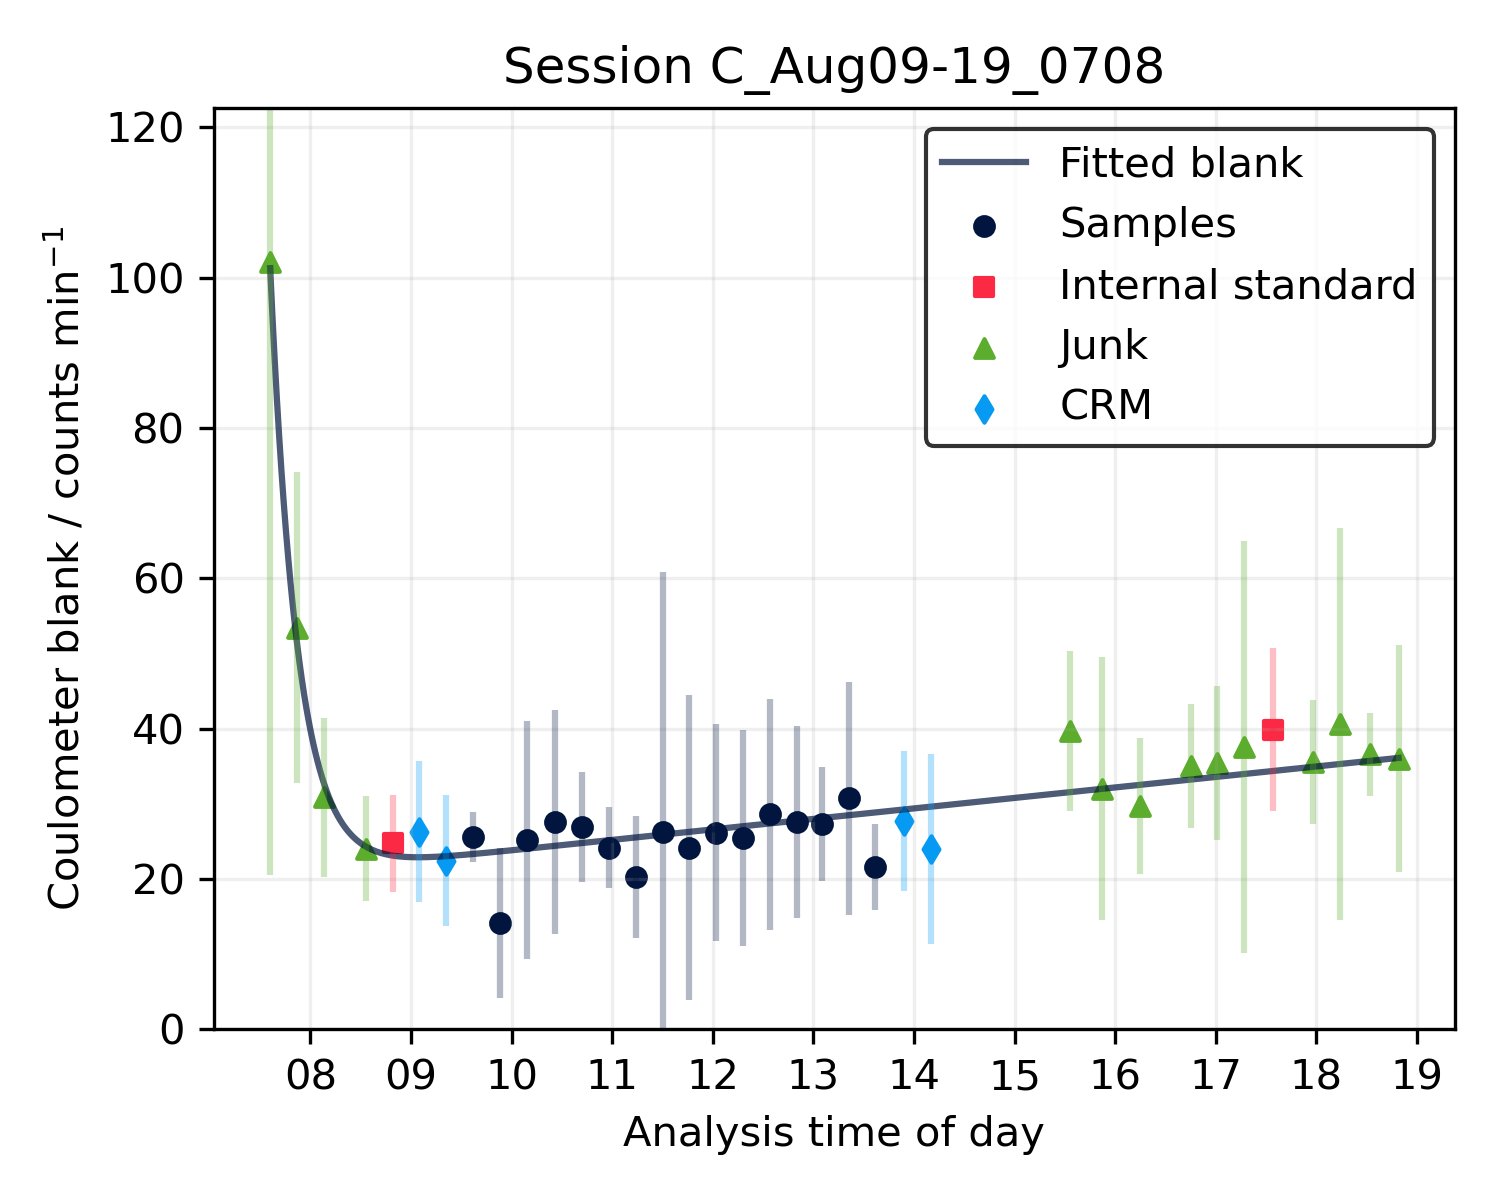 Session C_Aug09-19_0708
Coulometer blank / counts min⁻¹
120
100
80
60
40
20
0
Fitted blank
Samples
Internal standard
Junk
CRM
08 09 10 11 12 13 14 15 16 17 18 19
Analysis time of day